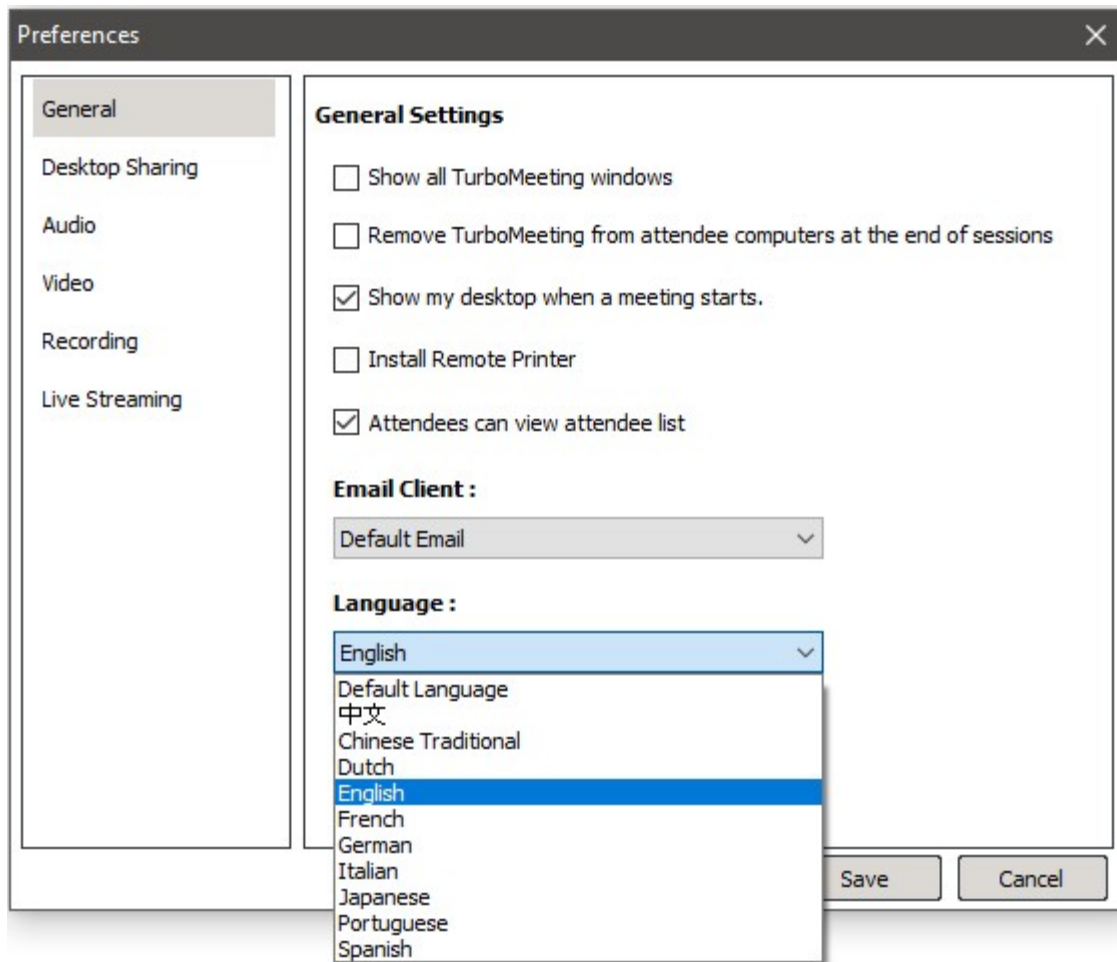 Preferences
General
Desktop Sharing
Audio
Video
Recording
Live Streaming
General Settings
Show all TurboMeeting windows
Remove TurboMeeting from attendee computers at the end of sessions
Show my desktop when a meeting starts.
Install Remote Printer
Attendees can view attendee list
Email Client :
Default Email
Language :
English
Default Language
中文
Chinese Traditional
Dutch
English
French
German
Italian
Japanese
Portuguese
Spanish
Save
Cancel